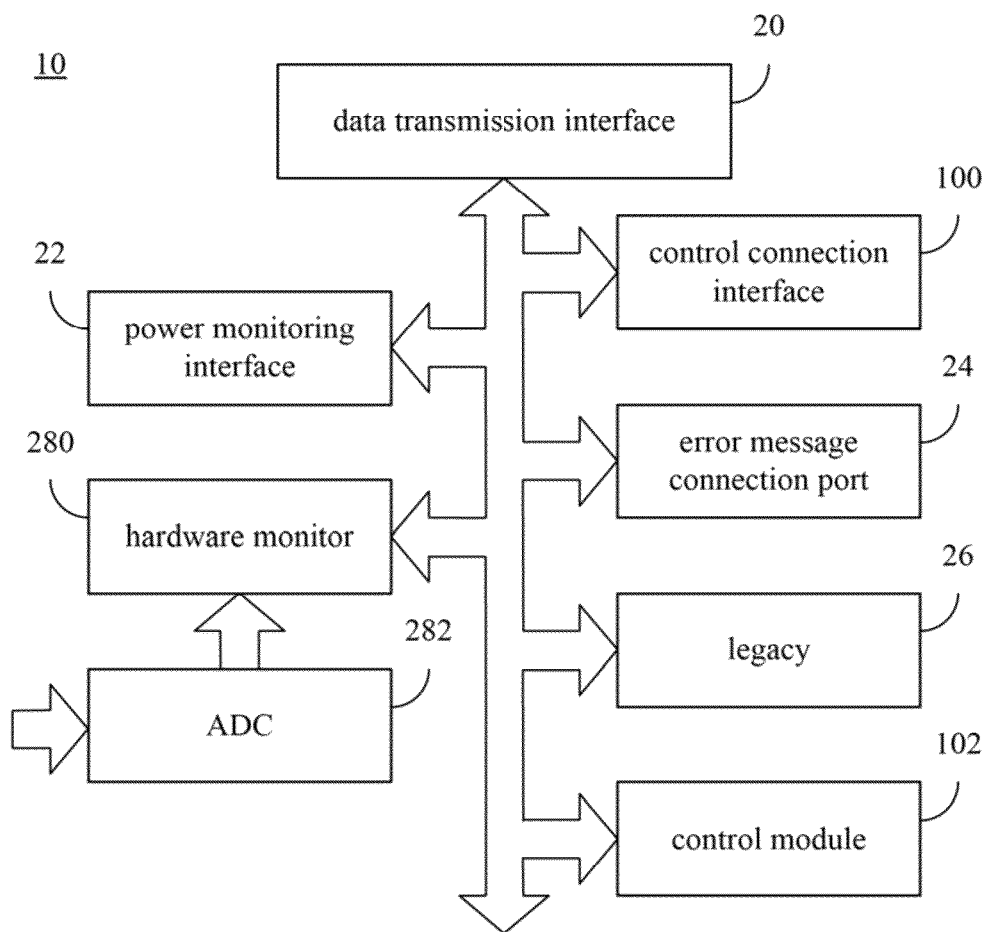 10
20
data transmission interface
100
control connection
interface
22
power monitoring
interface
24
error message
connection port
280
hardware monitor
26
legacy
282
ADC
102
control module